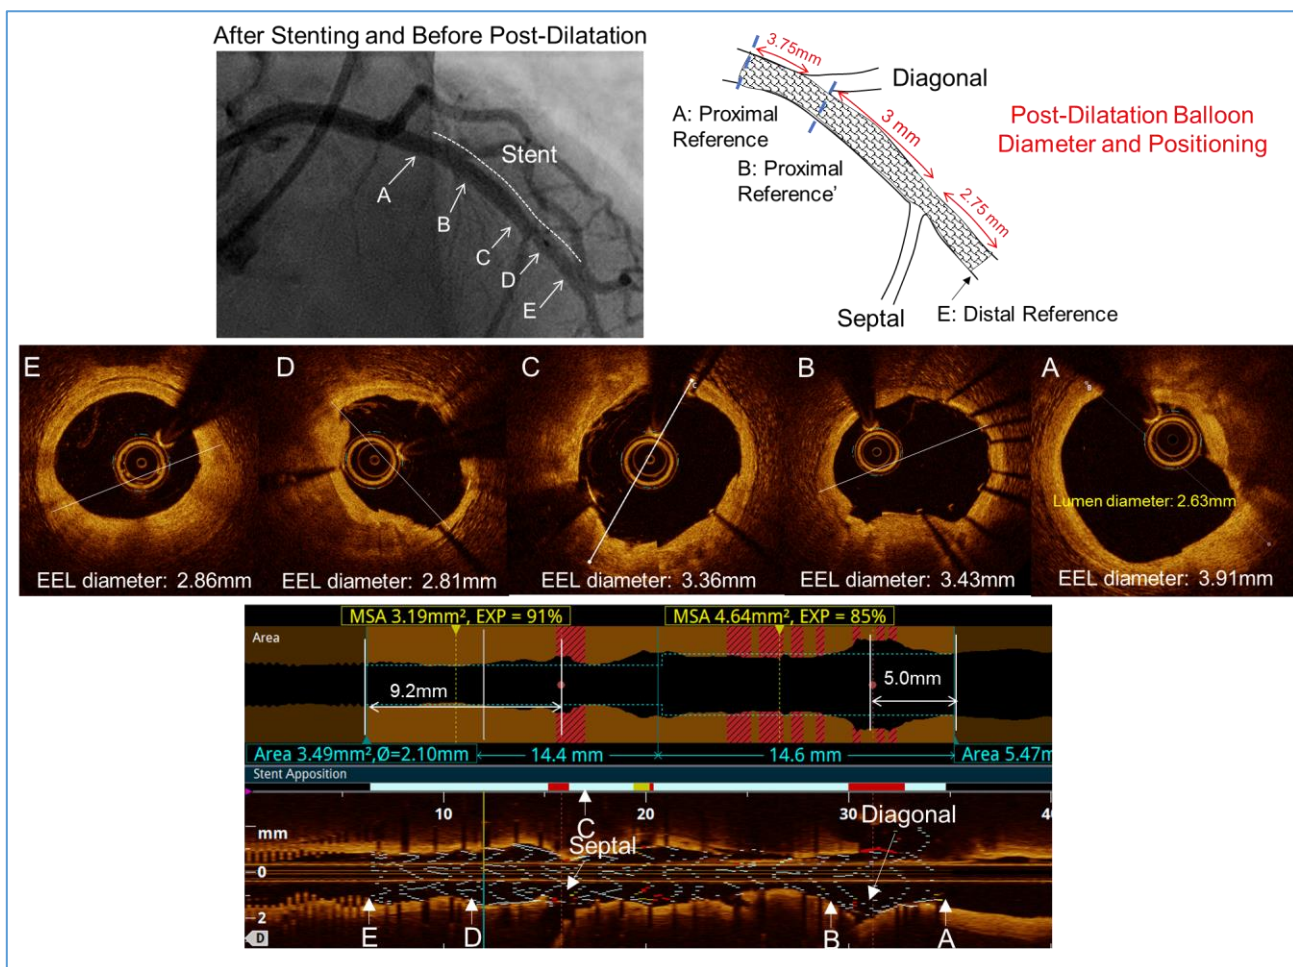 After Stenting and Before Post-Dilatation
Stent
A
B
C
D
E
3.75mm
Diagonal
3 mm
2.75 mm
A: Proximal
Reference
B: Proximal
Reference'
Septal
E: Distal Reference
Post-Dilatation Balloon
Diameter and Positioning
E
EEL diameter: 2.86mm
D
EEL diameter: 2.81mm
C
EEL diameter: 3.36mm
B
EEL diameter: 3.43mm
A
Lumen diameter: 2.63mm
EEL diameter: 3.91mm
MSA 3.19mm², EXP = 91%
MSA 4.64mm², EXP = 85%
Area
9.2mm
5.0mm
Area 3.49mm²,Ø=2.10mm
14.4 mm
14.6 mm
Area 5.47m
Stent Apposition
10
20
30
40
mm
0
2
C
Septal
Diagonal
E
D
B
A
D